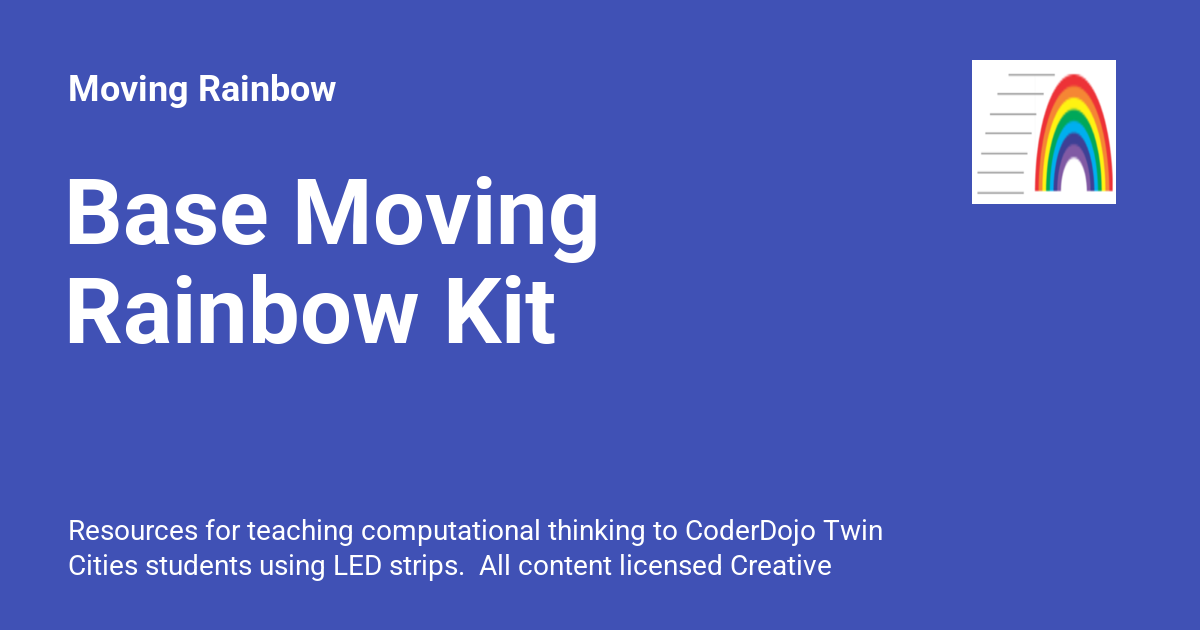 Moving Rainbow
Base Moving
Rainbow Kit
Resources for teaching computational thinking to CoderDojo Twin
Cities students using LED strips.  All content licensed Creative